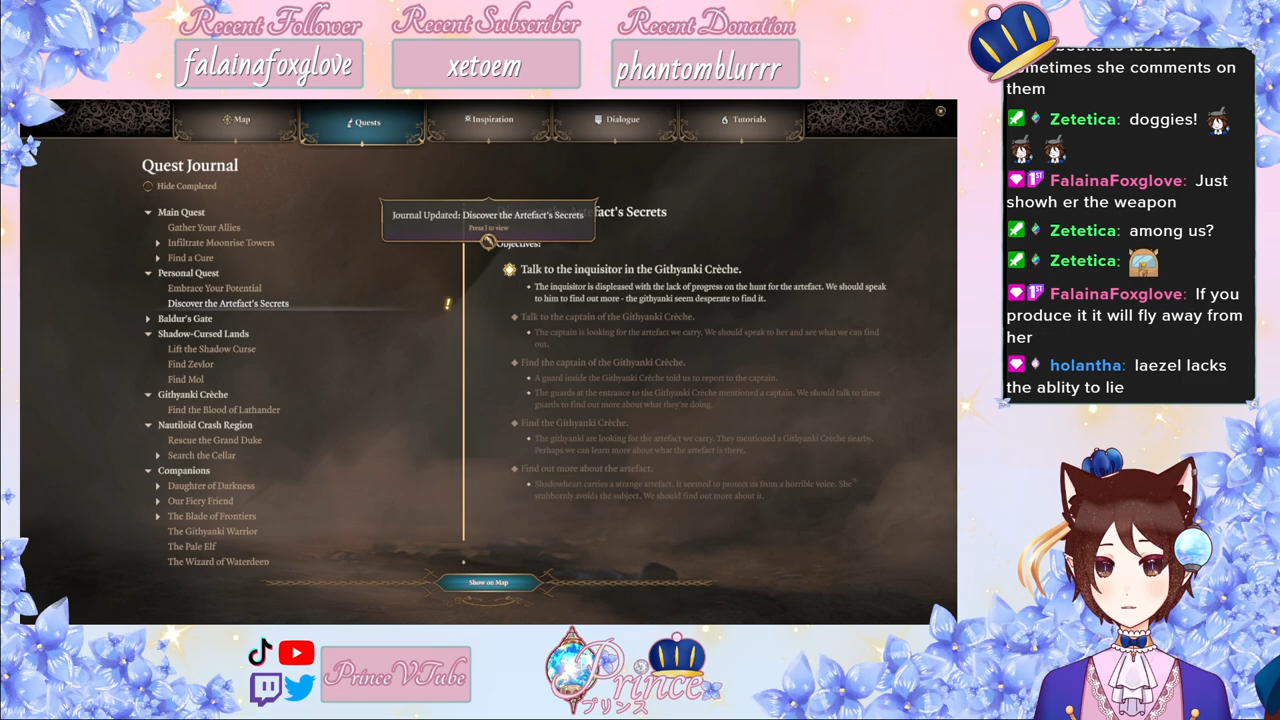 Recent Follower
Recent Subscriber
Recent Donation
falainafoxglove
xetoem
phantomblurrr
Map
Quests
Inspiration
Dialogue
Tutorials
Quest Journal
Hide Completed
Main Quest
Gather Your Allies
Infiltrate Moonrise Towers
Find a Cure
Personal Quest
Embrace Your Potential
Discover the Artefact's Secrets
Baldur's Gate
Shadow-Cursed Lands
Lift the Shadow Curse
Find Zevlor
Find Mol
Githyanki Crèche
Find the Blood of Lathander
Nautiloid Crash Region
Rescue the Grand Duke
Search the Cellar
Companions
Daughter of Darkness
Our Fiery Friend
The Blade of Frontiers
The Githyanki Warrior
The Pale Elf
The Wizard of Waterdeep
Journal Updated: Discover the Artefact's Secrets
Press J to view
efact's Secrets
Objectives:
Talk to the inquisitor in the Githyanki Crèche.
The inquisitor is displeased with the lack of progress on the hunt for the artefact. We should speak
to him to find out more - the githyanki seem desperate to find it.
Talk to the captain of the Githyanki Crèche.
The captain is looking for the artefact we carry. We should speak to her and see what we can find
out.
Find the captain of the Githyanki Crèche.
A guard inside the Githyanki Crèche told us to report to the captain.
The guards at the entrance to the Githyanki Crèche mentioned a captain. We should talk to these
guards to find out more about what they're doing.
Find the Githyanki Crèche.
The githyanki are looking for the artefact we carry. They mentioned a Githyanki Crèche nearby.
Perhaps we can learn more about what the artefact is there.
Find out more about the artefact.
Shadowheart carries a strange artefact. It seemed to protect us from a horrible voice. She
stubbornly avoids the subject. We should find out more about it.
Show on Map
sometimes she comments on
them
Zetetica: doggies!
1ST FalainaFoxglove: Just
showh er the weapon
Zetetica: among us?
Zetetica:
1ST FalainaFoxglove: If you
produce it it will fly away from
her
holantha: laezel lacks
the ablity to lie
Prince VTube
Prince
プリンス